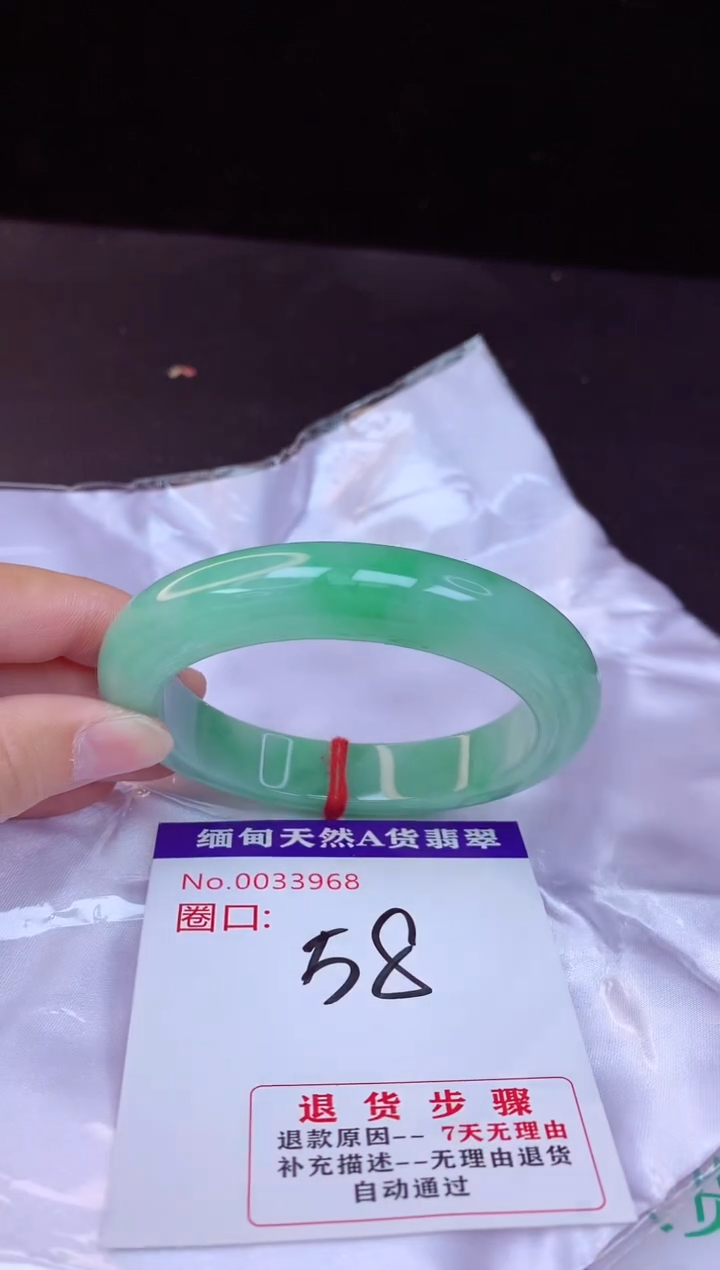 缅甸天然A货翡翠
No.0033968
圈口:
58
退货步骤
退款原因--7天无理由
补充描述--无理由退货
自动通过